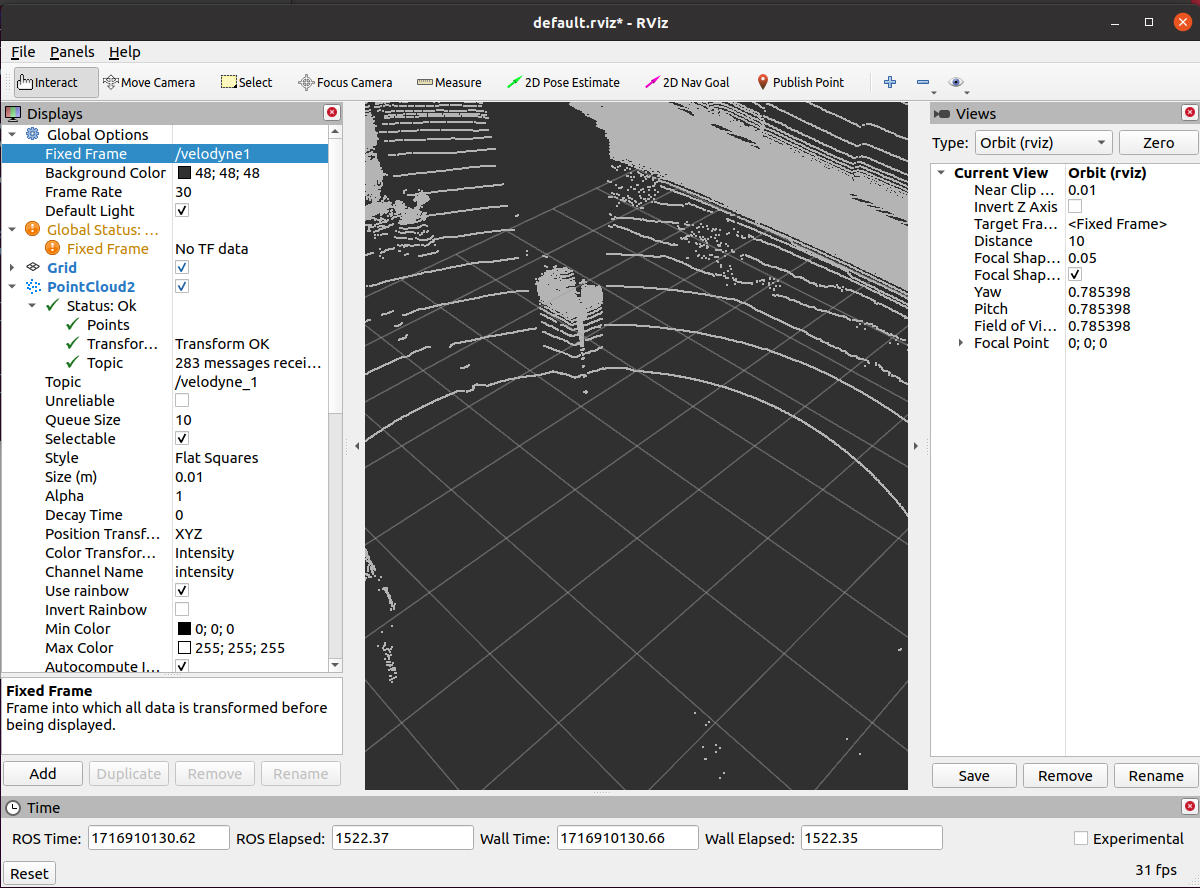 default.rviz* - RViz
File Panels Help
Interact Move Camera Select Focus Camera Measure 2D Pose Estimate 2D Nav Goal Publish Point
Displays
Global Options
Fixed Frame /velodyne1
Background Color 48; 48; 48
Frame Rate 30
Default Light
Global Status: ...
Fixed Frame No TF data
Grid
PointCloud2
Status: Ok
Points
Transfor... Transform OK
Topic 283 messages recei...
Topic /velodyne_1
Unreliable
Queue Size 10
Selectable
Style Flat Squares
Size (m) 0.01
Alpha 1
Decay Time 0
Position Transf... XYZ
Color Transfor... Intensity
Channel Name intensity
Use rainbow
Invert Rainbow
Min Color 0; 0; 0
Max Color 255; 255; 255
Autocompute I...
Fixed Frame
Frame into which all data is transformed before
being displayed.
Add Duplicate Remove Rename
Views
Type: Orbit (rviz) Zero
Current View Orbit (rviz)
Near Clip ... 0.01
Invert Z Axis
Target Fra... <Fixed Frame>
Distance 10
Focal Shap... 0.05
Focal Shap...
Yaw 0.785398
Pitch 0.785398
Field of Vi... 0.785398
Focal Point 0; 0; 0
Save Remove Rename
Time
ROS Time: 1716910130.62 ROS Elapsed: 1522.37 Wall Time: 1716910130.66 Wall Elapsed: 1522.35 Experimental
Reset 31 fps